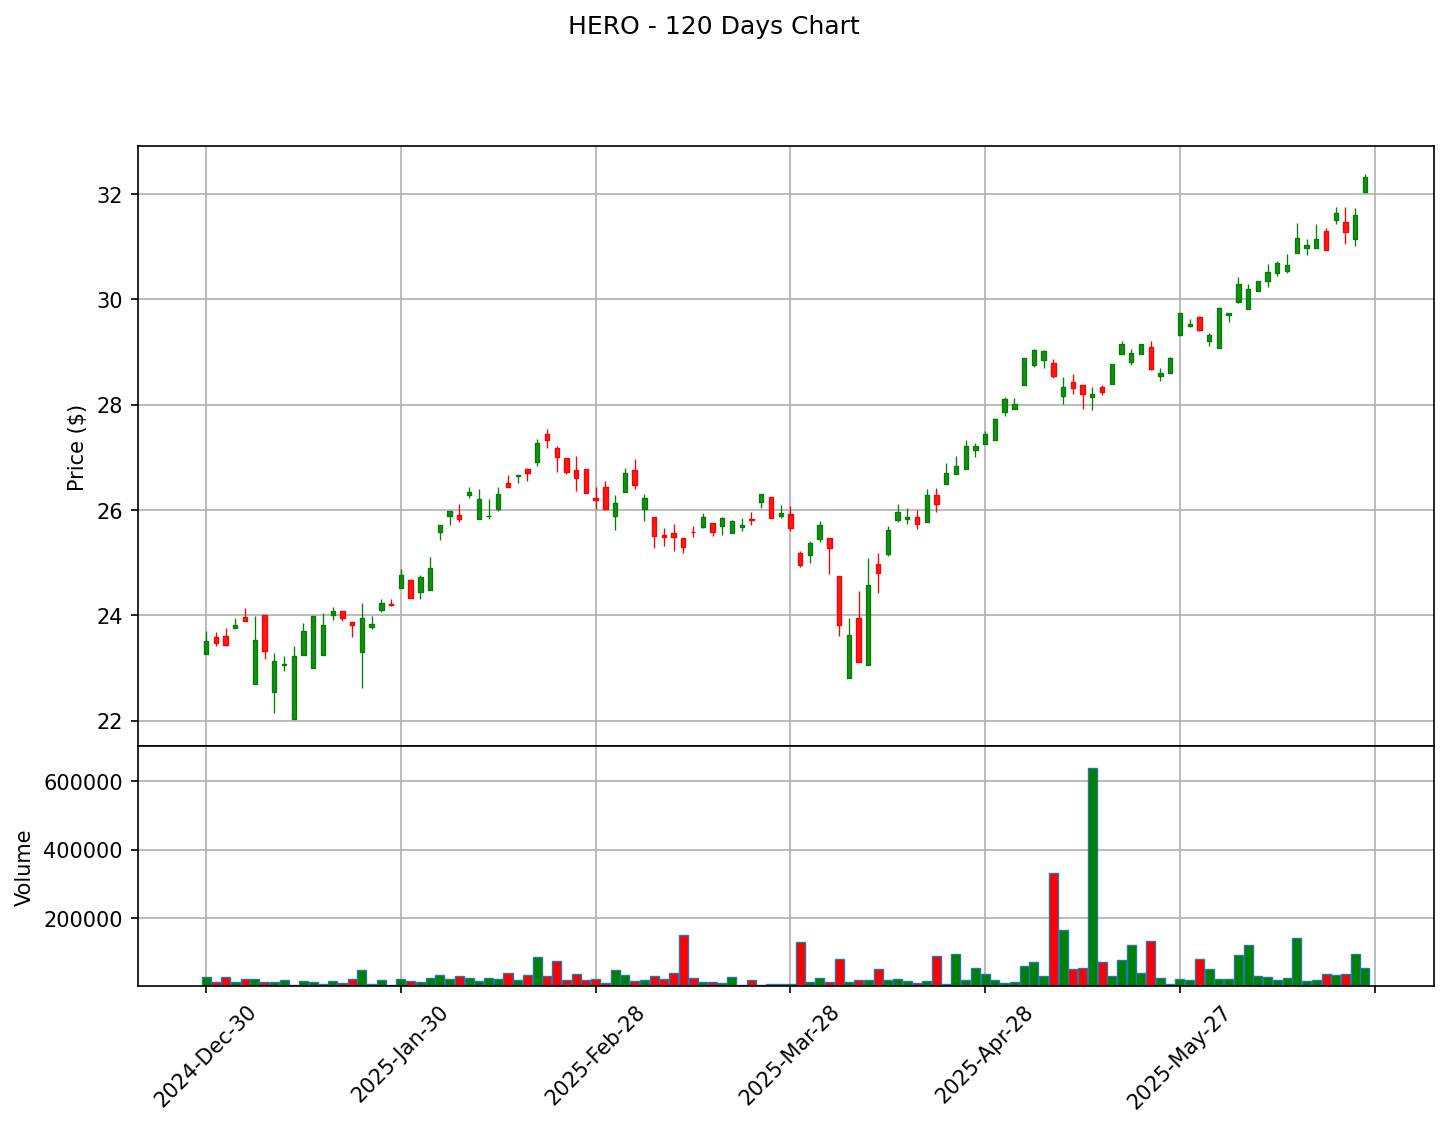 HERO - 120 Days Chart
Price ($)
32
30
28
26
24
22
Volume
600000
400000
200000
2024-Dec-30
2025-Jan-30
2025-Feb-28
2025-Mar-28
2025-Apr-28
2025-May-27